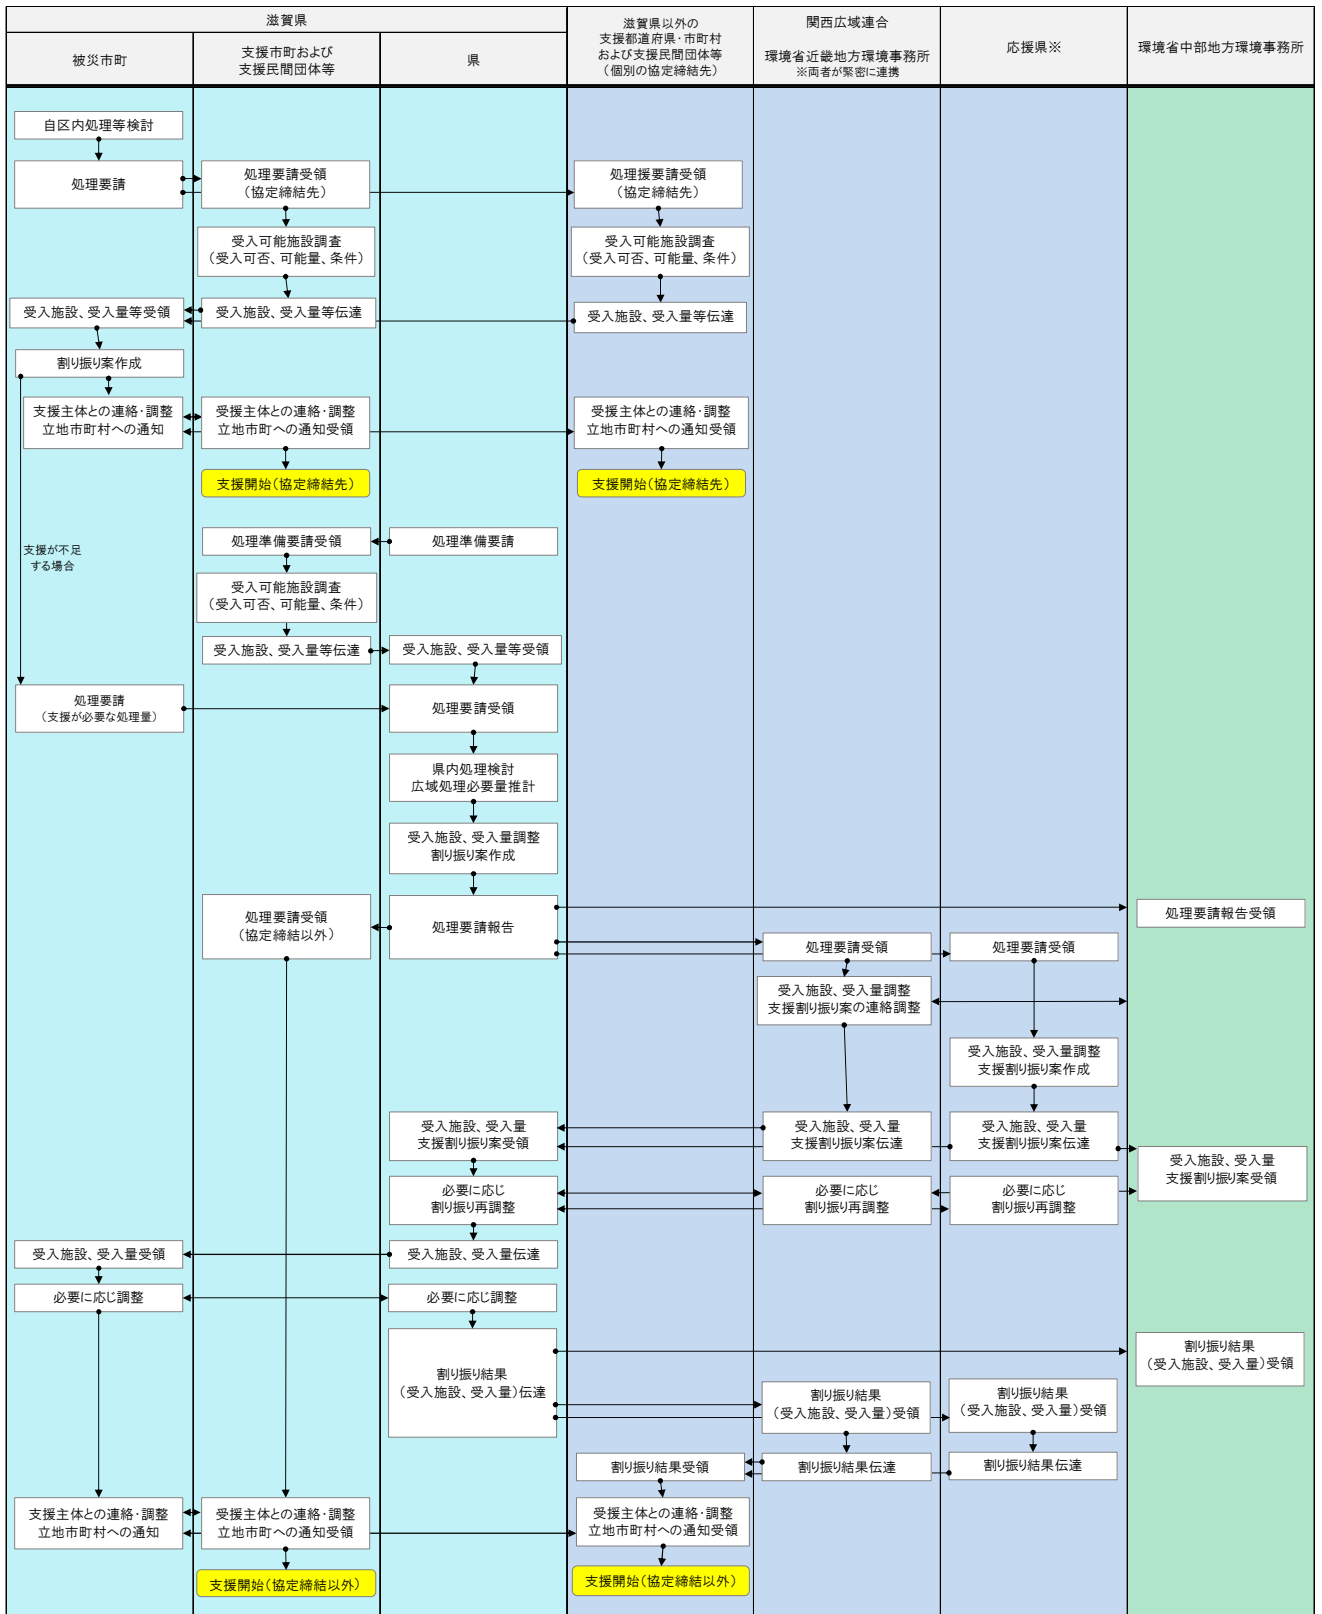 滋賀県
被災市町
支援市町および
支援民間団体等
県
滋賀県以外の
支援都道府県・市町村
および支援民間団体等
（個別の協定締結先）
関西広域連合
環境省近畿地方環境事務所
※両者が緊密に連携
応援県※
環境省中部地方環境事務所
自区内処理等検討
処理要請
処理要請受領
（協定締結先）
処理援要請受領
（協定締結先）
受入可能施設調査
（受入可否、可能量、条件）
受入可能施設調査
（受入可否、可能量、条件）
受入施設、受入量等受領
受入施設、受入量等伝達
受入施設、受入量等伝達
割り振り案作成
支援主体との連絡・調整
立地市町村への通知
受援主体との連絡・調整
立地市町への通知受領
受援主体との連絡・調整
立地市町村への通知受領
支援開始（協定締結先）
支援開始（協定締結先）
支援が不足
する場合
処理準備要請受領
処理準備要請
受入可能施設調査
（受入可否、可能量、条件）
受入施設、受入量等伝達
受入施設、受入量等受領
処理要請
（支援が必要な処理量）
処理要請受領
県内処理検討
広域処理必要量推計
受入施設、受入量調整
割り振り案作成
処理要請受領
（協定締結以外）
処理要請報告
処理要請報告受領
処理要請受領
処理要請受領
受入施設、受入量調整
支援割り振り案の連絡調整
受入施設、受入量調整
支援割り振り案作成
受入施設、受入量
支援割り振り案受領
受入施設、受入量
支援割り振り案伝達
受入施設、受入量
支援割り振り案伝達
受入施設、受入量
支援割り振り案受領
必要に応じ
割り振り再調整
必要に応じ
割り振り再調整
必要に応じ
割り振り再調整
受入施設、受入量受領
受入施設、受入量伝達
必要に応じ調整
必要に応じ調整
割り振り結果
（受入施設、受入量）伝達
割り振り結果
（受入施設、受入量）受領
割り振り結果
（受入施設、受入量）受領
割り振り結果
（受入施設、受入量）受領
割り振り結果受領
割り振り結果伝達
割り振り結果伝達
支援主体との連絡・調整
立地市町村への通知
受援主体との連絡・調整
立地市町への通知受領
受援主体との連絡・調整
立地市町村への通知受領
支援開始（協定締結以外）
支援開始（協定締結以外）